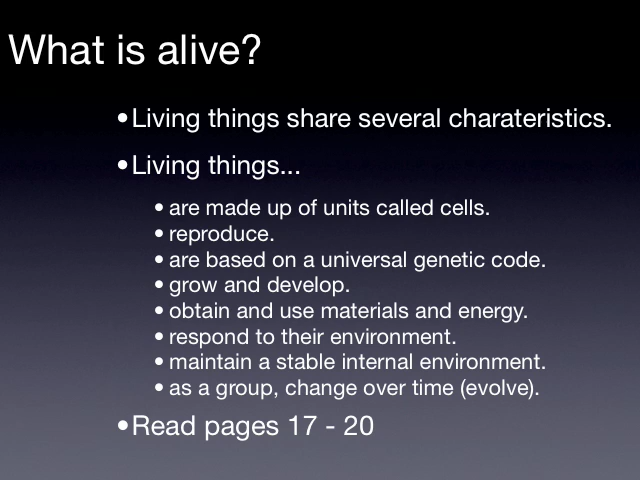 What is alive?
•Living things share several charateristics.
•Living things...
• are made up of units called cells.
• reproduce.
• are based on a universal genetic code.
• grow and develop.
• obtain and use materials and energy.
• respond to their environment.
• maintain a stable internal environment.
• as a group, change over time (evolve).
•Read pages 17 - 20